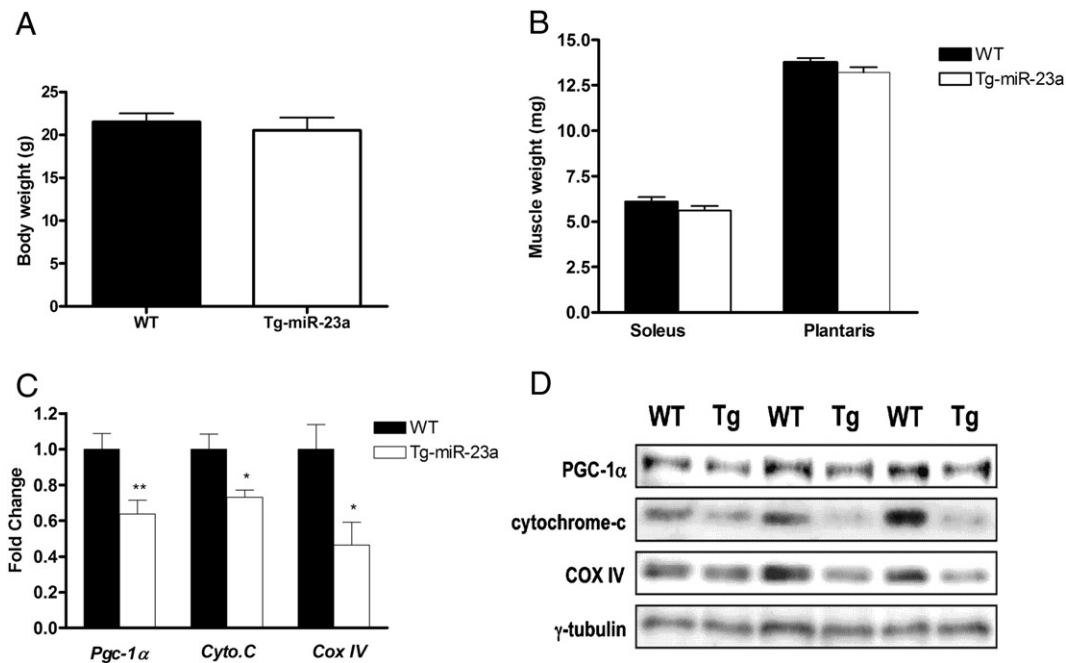 A
Body weight (g)
25
20
15
10
5
0
WT
Tg-miR-23a
B
Muscle weight (mg)
15.0
12.5
10.0
7.5
5.0
2.5
0.0
Soleus
Plantaris
WT
Tg-miR-23a
C
Fold Change
1.2
1.0
0.8
0.6
0.4
0.2
0.0
**
*
*
Pgc-1α
Cyto.C
Cox IV
WT
Tg-miR-23a
D
WT Tg WT Tg WT Tg
PGC-1α
cytochrome-c
COX IV
γ-tubulin